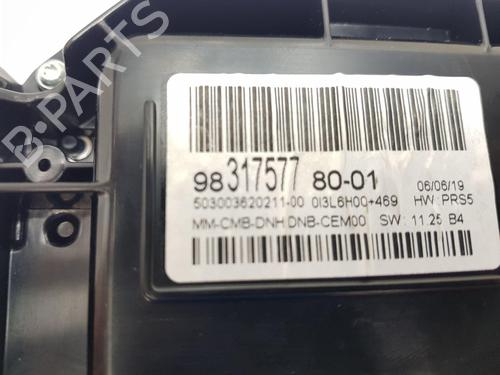 B-PARTS
98 317577 80-01 06/06/19
503003620211-00 0I3L6H00+469 HW : PRS5
MM-CMB-DNH DNB-CEM00 SW : 11.25 B4